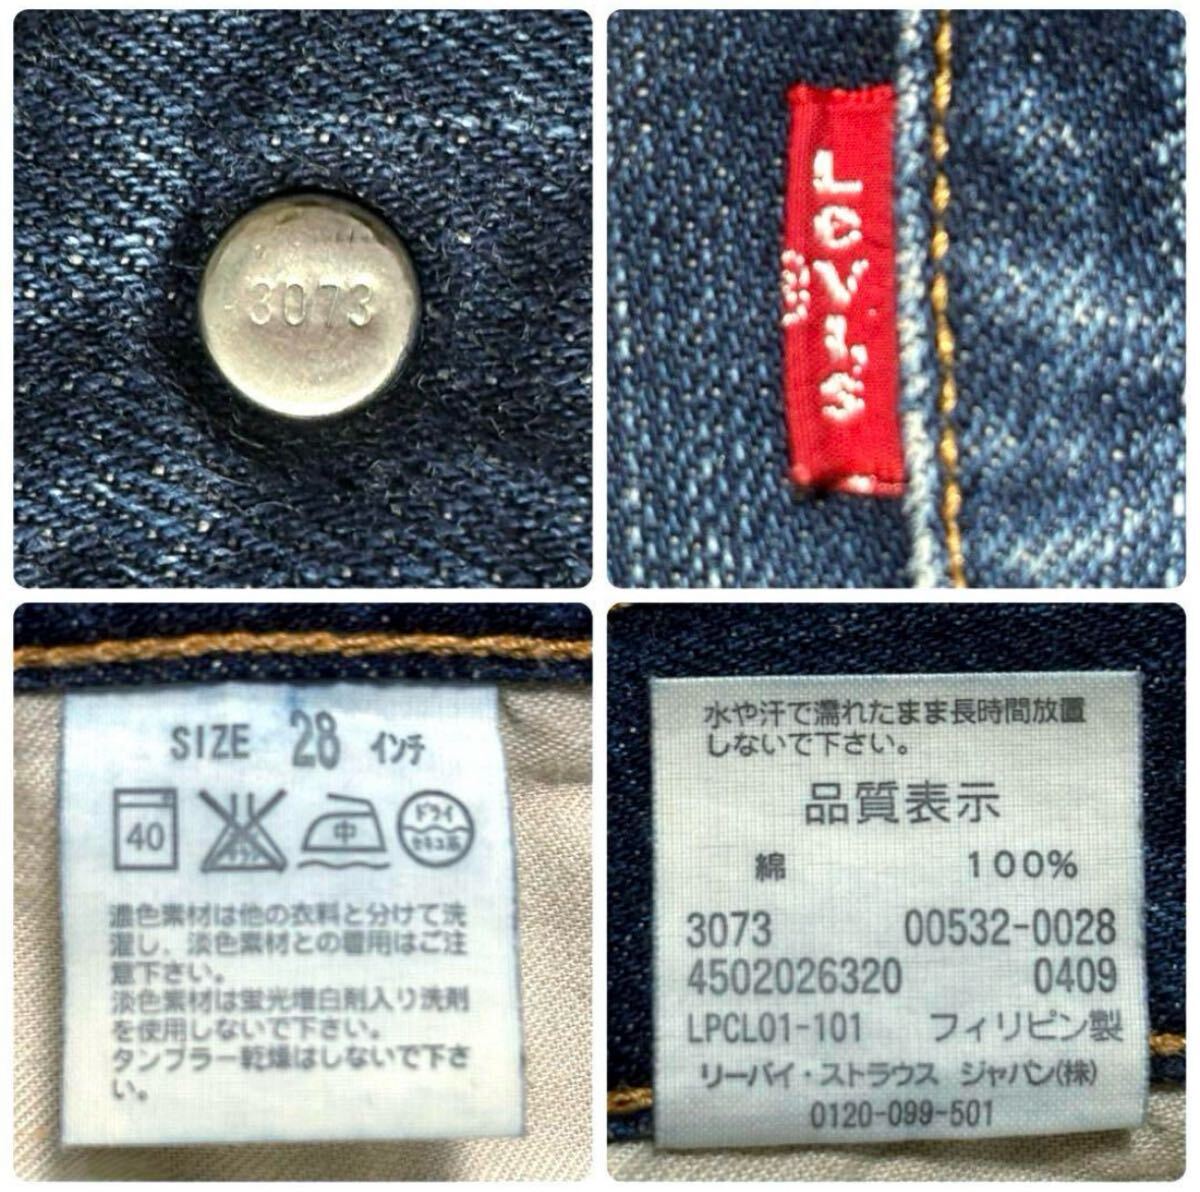 3073
LEVI'S
®
SIZE 28 インチ
40
中
ドライ
セキユ系
濃色素材は他の衣料と分けて洗
濯し、淡色素材との着用はご注
意下さい。
淡色素材は蛍光増白剤入り洗剤
を使用しないで下さい。
タンブラー乾燥はしないで下さ
い。
水や汗で濡れたまま長時間放置
しないで下さい。
品質表示
綿 100%
3073 00532-0028
4502026320 0409
LPCL01-101 フィリピン製
リーバイ・ストラウス ジャパン(株)
0120-099-501